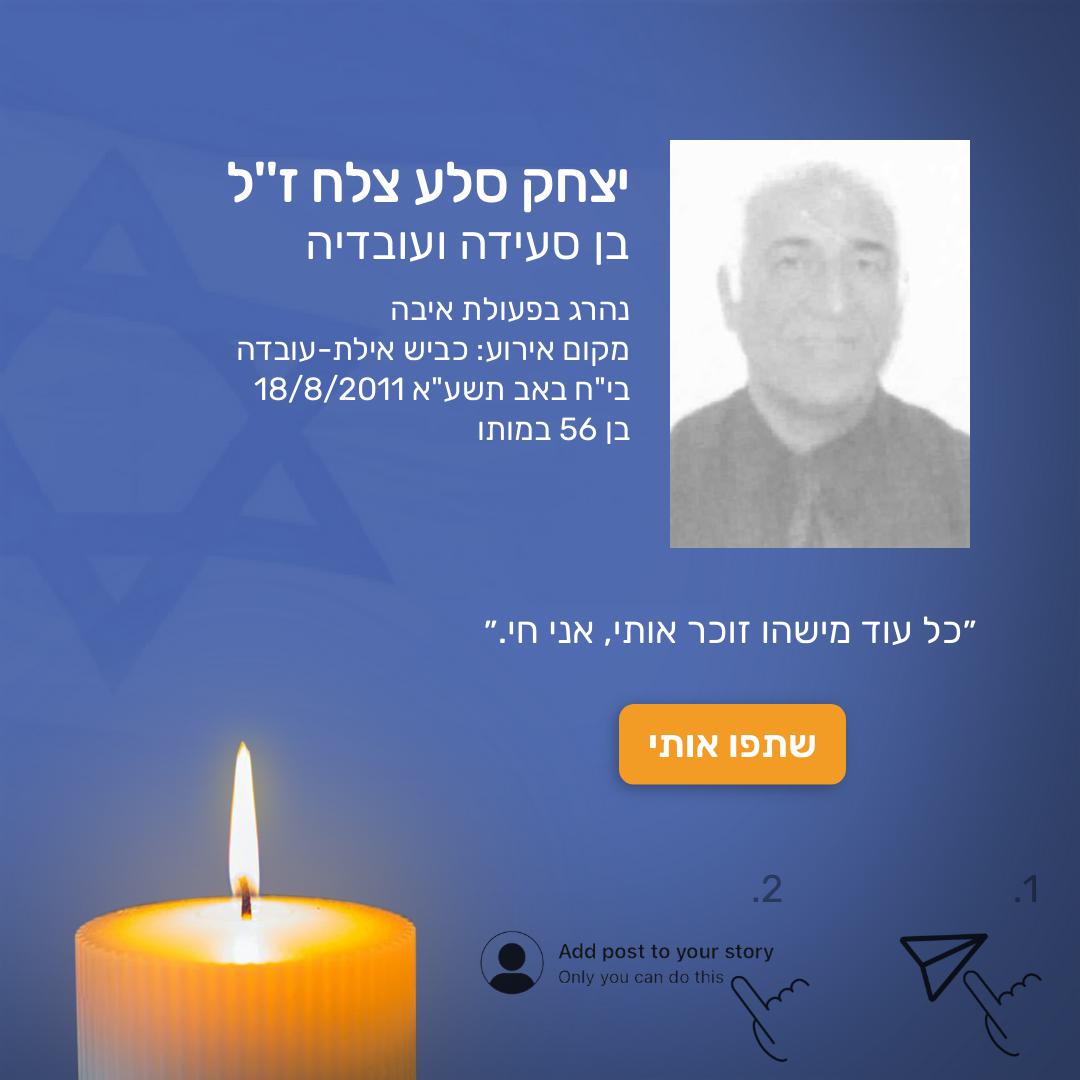 יצחק סלע צלח ז"ל
בן סעידה ועובדיה
נהרג בפעולת איבה
מקום אירוע: כביש אילת-עובדה
בי"ח באב תשע"א 18/8/2011
בן 56 במותו
״כל עוד מישהו זוכר אותי, אני חי.״
שתפו אותי
.1
.2
Add post to your story
Only you can do this